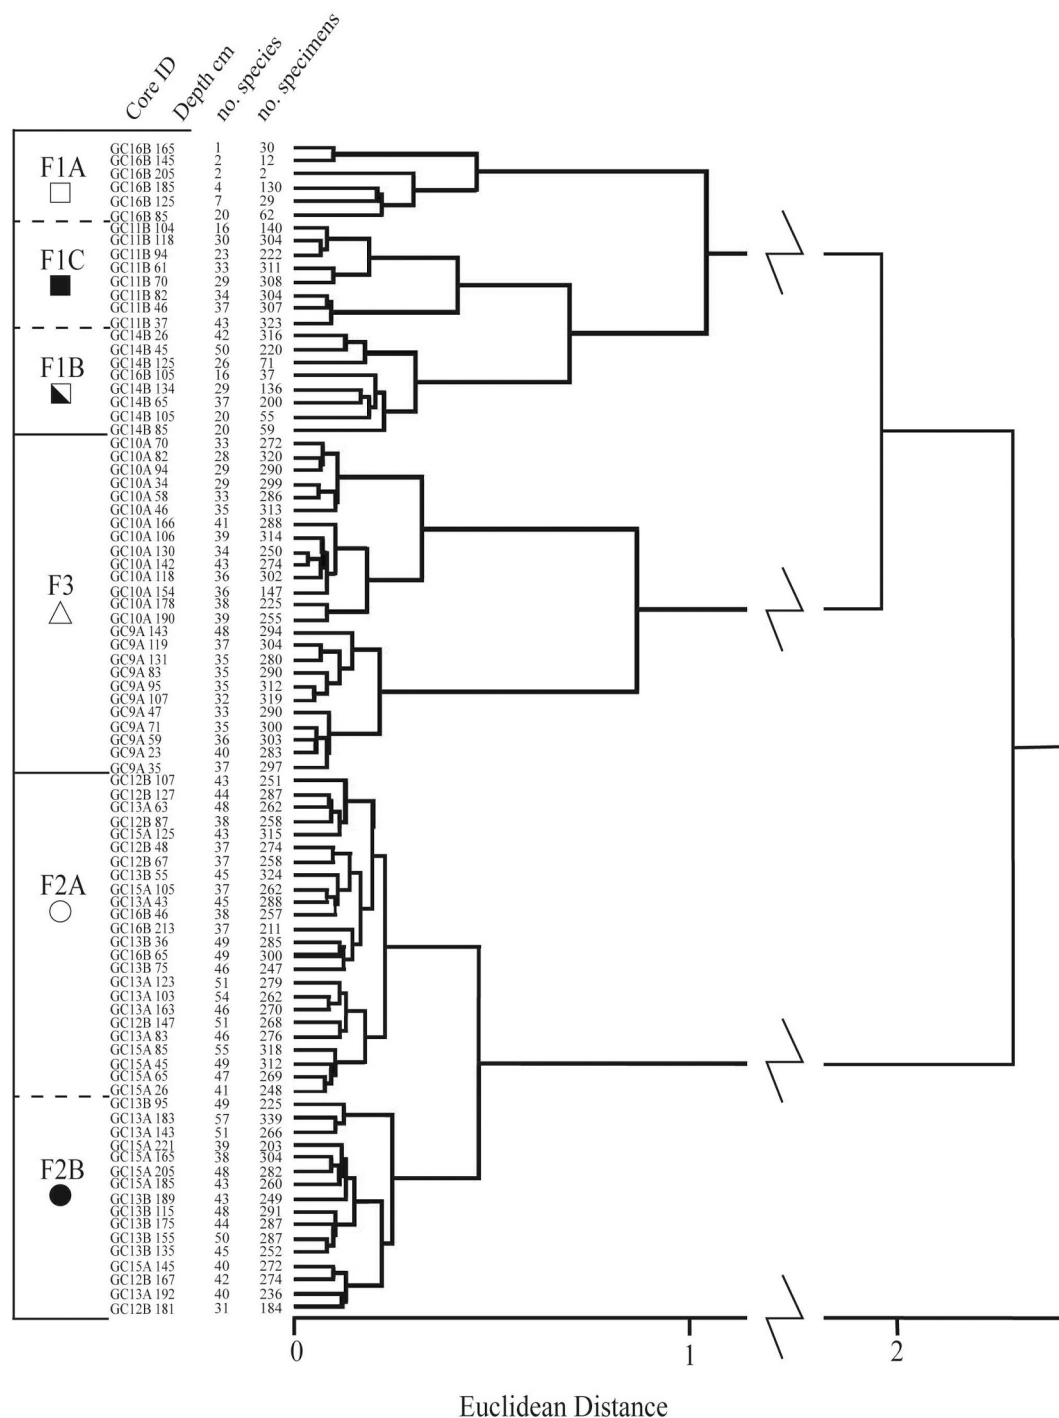 Core ID Depth cm no. species no. specimens
F1A
GC16B 165 1 30
GC16B 145 2 12
GC16B 205 2 2
GC16B 185 4 130
GC16B 125 7 29
GC16B 85 20 62
F1C
GC11B 104 16 140
GC11B 118 30 304
GC11B 94 23 222
GC11B 61 33 311
GC11B 70 29 308
GC11B 82 34 304
GC11B 46 37 307
GC11B 37 43 323
F1B
GC14B 26 42 316
GC14B 45 50 220
GC14B 125 26 71
GC16B 105 16 37
GC14B 134 29 136
GC14B 65 37 200
GC14B 105 20 55
GC14B 85 20 59
F3
GC10A 70 33 272
GC10A 82 28 320
GC10A 94 29 290
GC10A 34 29 299
GC10A 58 33 286
GC10A 46 35 313
GC10A 166 41 288
GC10A 106 39 314
GC10A 130 34 250
GC10A 142 43 274
GC10A 118 36 302
GC10A 154 36 147
GC10A 178 38 225
GC10A 190 39 255
GC9A 143 48 294
GC9A 119 37 304
GC9A 131 35 280
GC9A 83 35 290
GC9A 95 35 312
GC9A 107 32 319
GC9A 47 33 290
GC9A 71 35 300
GC9A 59 36 303
GC9A 23 40 283
GC9A 35 37 297
F2A
GC12B 107 43 251
GC12B 127 44 287
GC13A 63 48 262
GC12B 87 38 258
GC15A 125 43 315
GC12B 48 37 274
GC12B 67 37 258
GC13B 55 45 324
GC15A 105 37 262
GC13A 43 45 288
GC16B 46 38 257
GC16B 213 37 211
GC13B 36 49 285
GC16B 65 49 300
GC13B 75 46 247
GC13A 123 51 279
GC13A 103 54 262
GC13A 163 46 270
GC12B 147 51 268
GC13A 83 46 276
GC15A 85 55 318
GC15A 45 49 312
GC15A 65 47 269
GC15A 26 41 248
F2B
GC13B 95 49 225
GC13A 183 57 339
GC13A 143 51 266
GC15A 221 39 203
GC15A 165 38 304
GC15A 205 48 282
GC15A 185 43 260
GC13B 189 43 249
GC13B 115 48 291
GC13B 175 44 287
GC13B 155 50 287
GC13B 135 45 252
GC15A 145 40 272
GC12B 167 42 274
GC13A 192 40 236
GC12B 181 31 184
0 1 2
Euclidean Distance